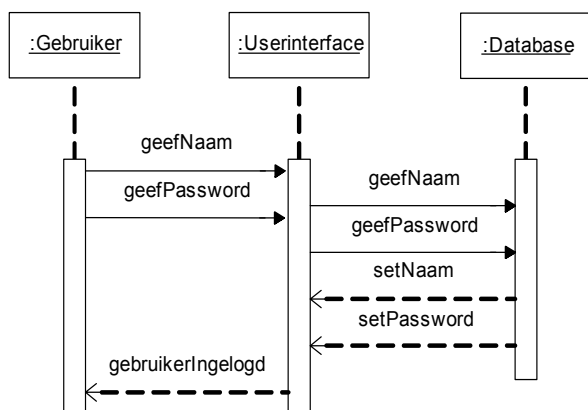 :Gebruiker
:Userinterface
:Database
geefNaam
geefPassword
geefNaam
geefPassword
setNaam
setPassword
gebruikerIngelogd